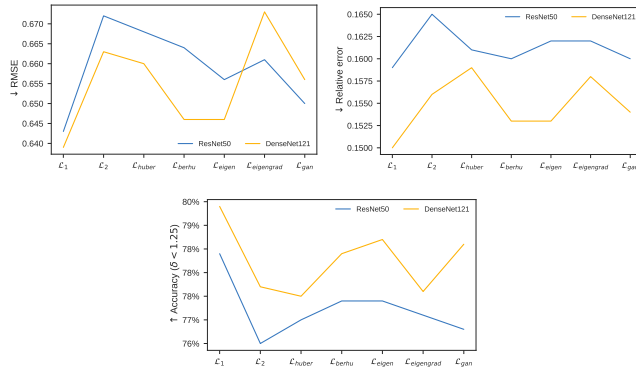 0.670
0.665
0.660
0.655
0.650
0.645
0.640
↓ RMSE
ResNet50 DenseNet121
ℒ1 ℒ2 ℒhuber ℒberhu ℒeigen ℒeigengrad ℒgan
0.1650
0.1625
0.1600
0.1575
0.1550
0.1525
0.1500
↓ Relative error
ResNet50 DenseNet121
ℒ1 ℒ2 ℒhuber ℒberhu ℒeigen ℒeigengrad ℒgan
80%
79%
78%
78%
77%
77%
76%
↑ Accuracy (δ < 1.25)
ResNet50 DenseNet121
ℒ1 ℒ2 ℒhuber ℒberhu ℒeigen ℒeigengrad ℒgan